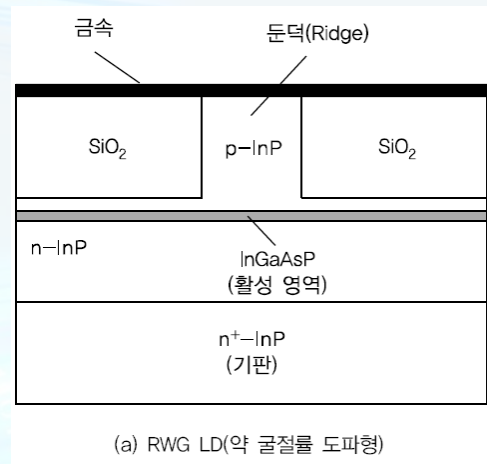 금속
둔덕(Ridge)
SiO₂
p-InP
SiO₂
n-InP
InGaAsP
(활성 영역)
n⁺-InP
(기판)
(a) RWG LD(약 굴절률 도파형)